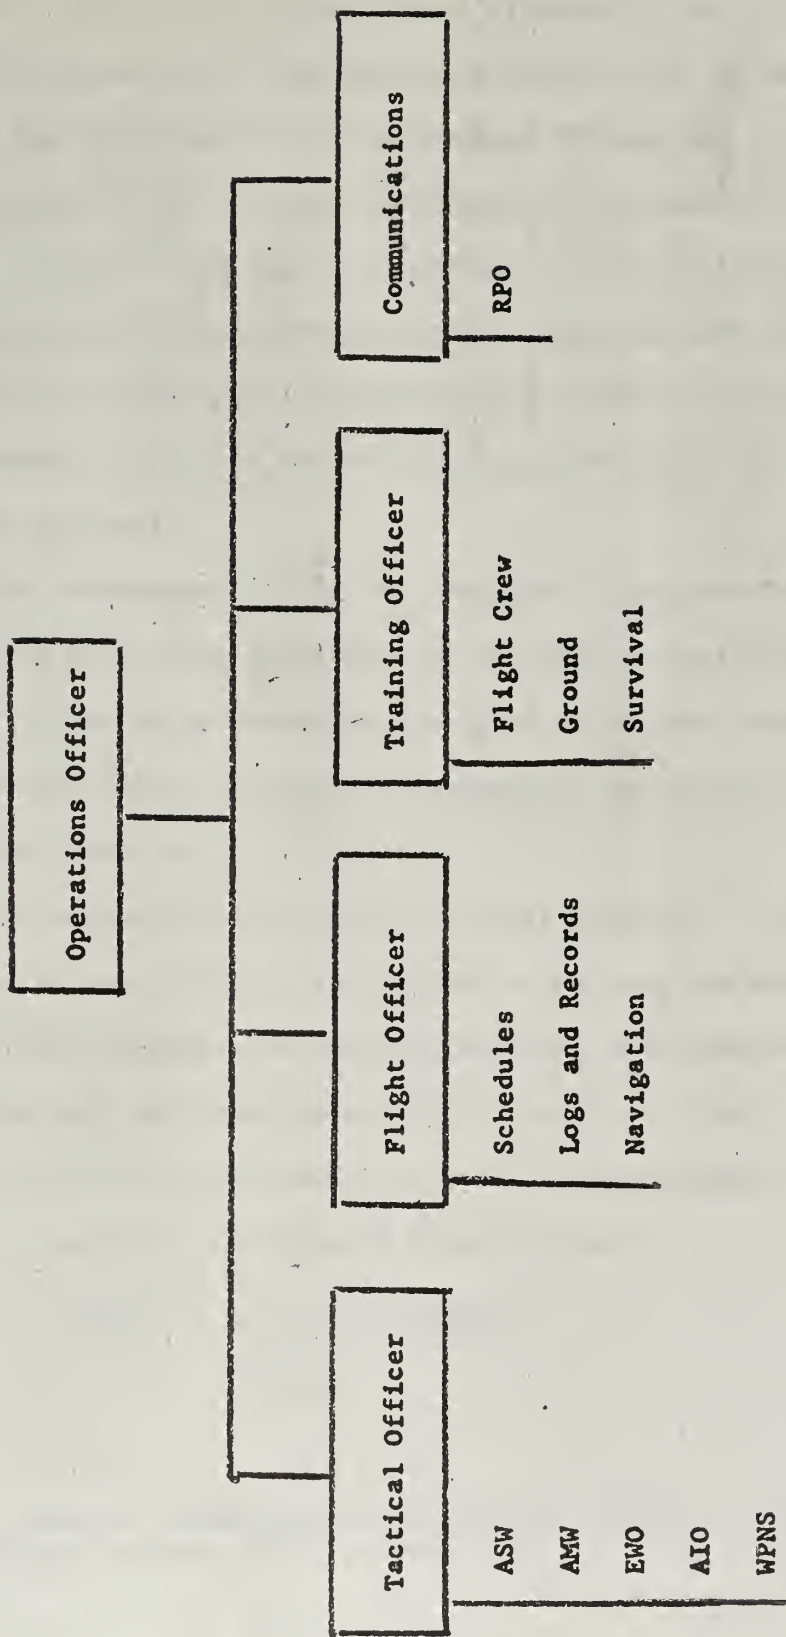 Operations Officer
Tactical Officer
ASW
AMW
EWO
AIO
WPNS
Flight Officer
Schedules
Logs and Records
Navigation
Training Officer
Flight Crew
Ground
Survival
Communications
RPO